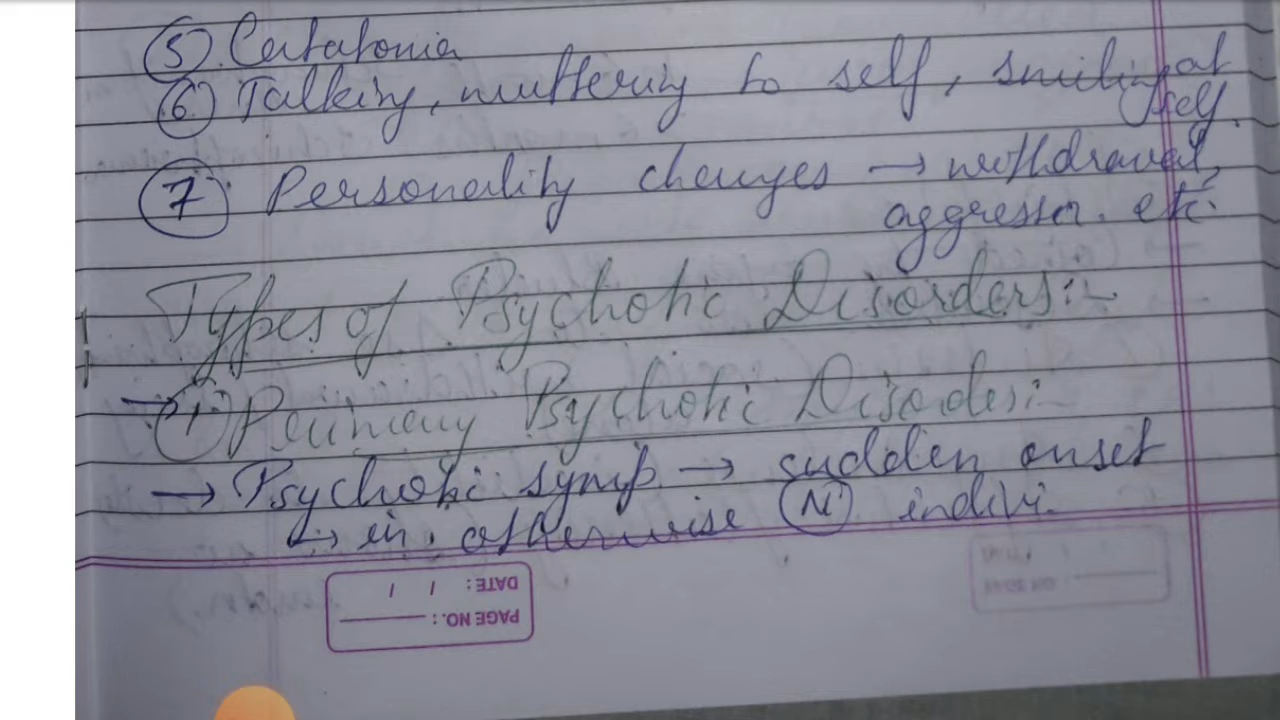 (5) Catatonia
(6) Talking, muttering to self, smiling at self.
(7) Personality changes → withdrawal, aggression. etc.
Types of Psychotic Disorders:-
→ (1) Primary Psychotic Disorders:-
→ Psychotic symp → sudden onset
↳ in otherwise (N) indivi.
DATE: / /
PAGE NO.: